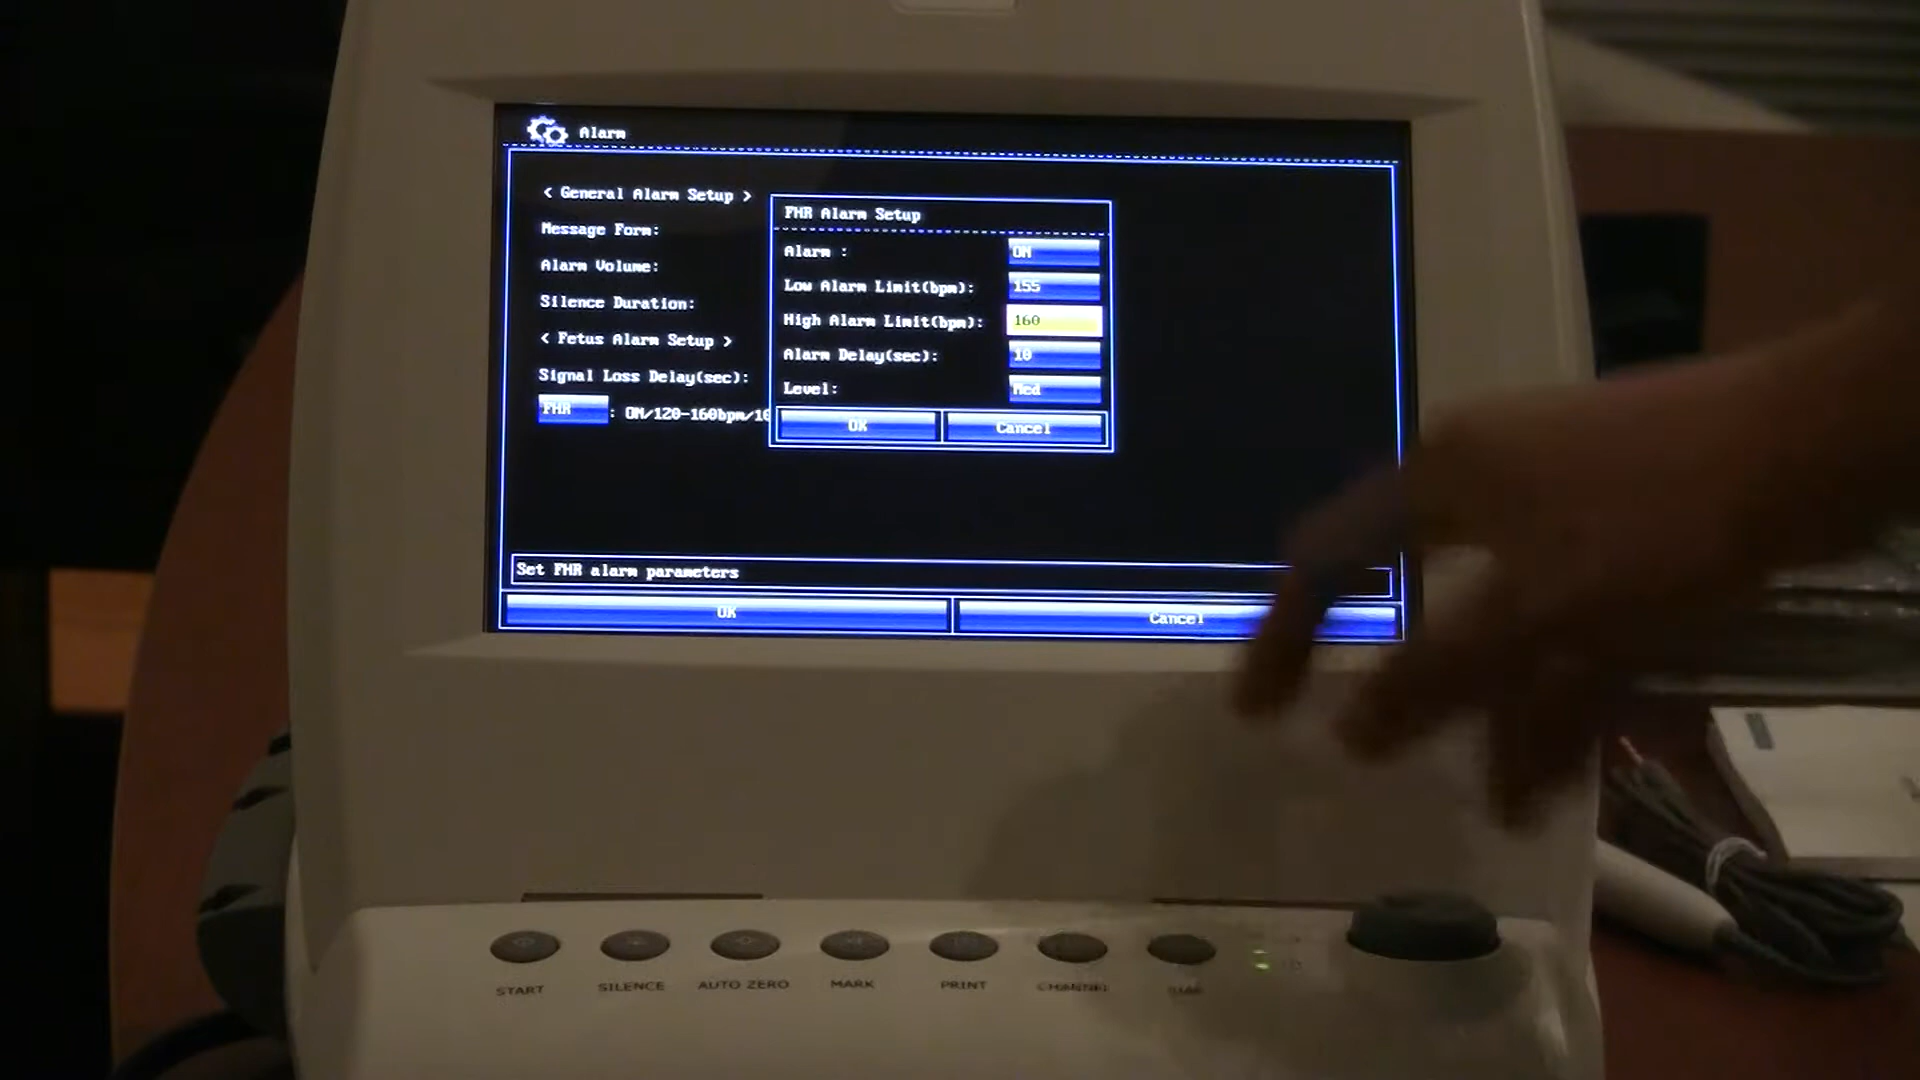 Alarm
< General Alarm Setup >
Message Form:
Alarm Volume:
Silence Duration:
< Fetus Alarm Setup >
Signal Loss Delay(sec):
FHR : ON/120-160bpm/10
FHR Alarm Setup
Alarm : ON
Low Alarm Limit(bpm): 155
High Alarm Limit(bpm): 160
Alarm Delay(sec): 10
Level: Med
OK Cancel
Set FHR alarm parameters
OK Cancel
START SILENCE AUTO ZERO MARK PRINT CHANNEL